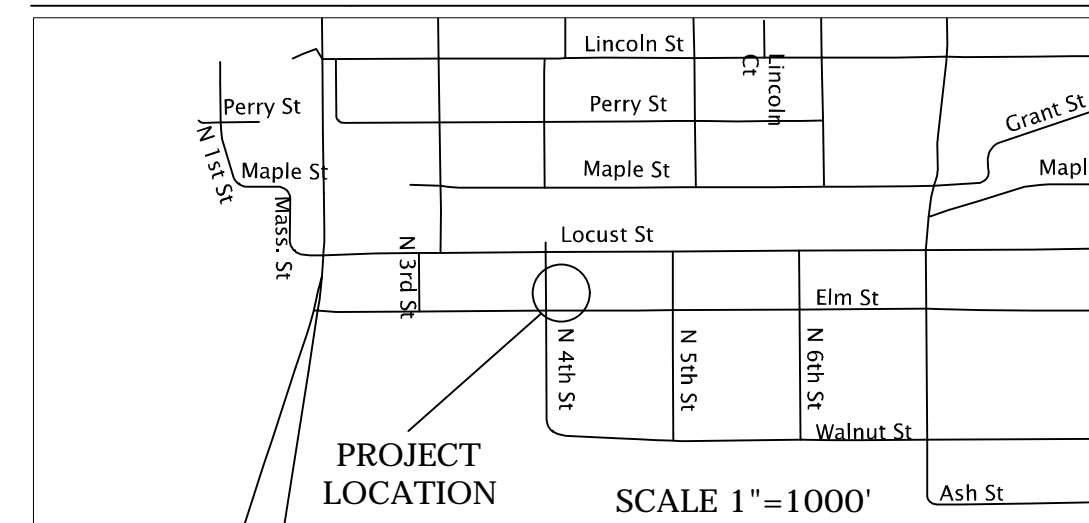 Lincoln St
Lincoln
Ct
Perry St
Perry St
Grant St
N 1st St
Maple St
Maple St
Mapl
Mass. St
Locust St
N 3rd St
Elm St
N 4th St
N 5th St
N 6th St
Walnut St
PROJECT
LOCATION
SCALE 1"=1000'
Ash St